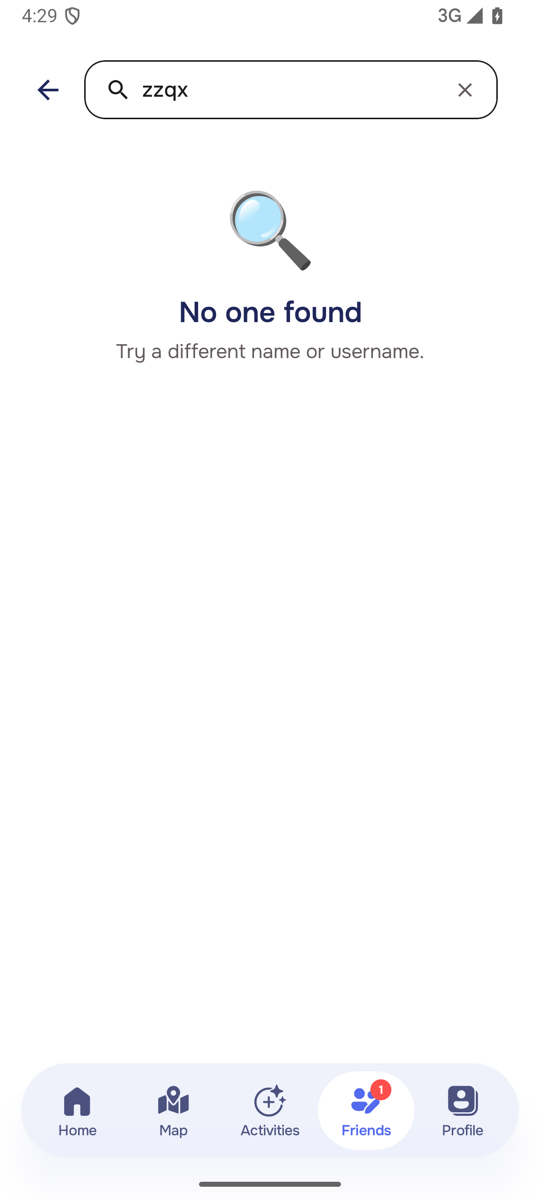 4:29
3G
zzqx
No one found
Try a different name or username.
1
Home
Map
Activities
Friends
Profile